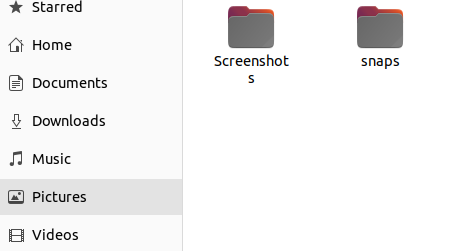 Starred
Home
Documents
Downloads
Music
Pictures
Videos
Screenshot
s
snaps